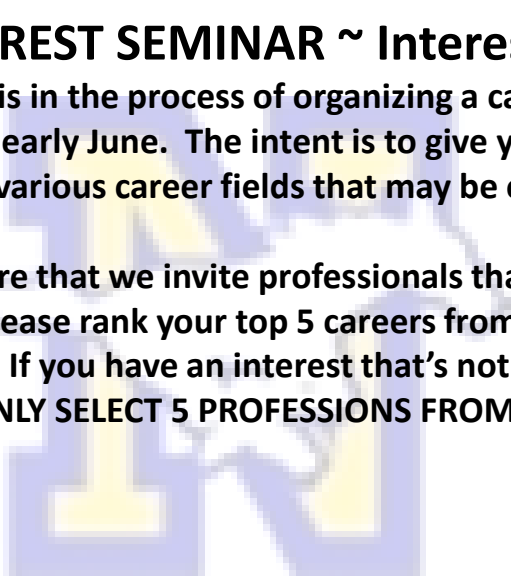 REST SEMINAR ~ Intere
is in the process of organizing a ca
early June.  The intent is to give y
various career fields that may be
re that we invite professionals tha
ease rank your top 5 careers from
If you have an interest that's not
NLY SELECT 5 PROFESSIONS FROM